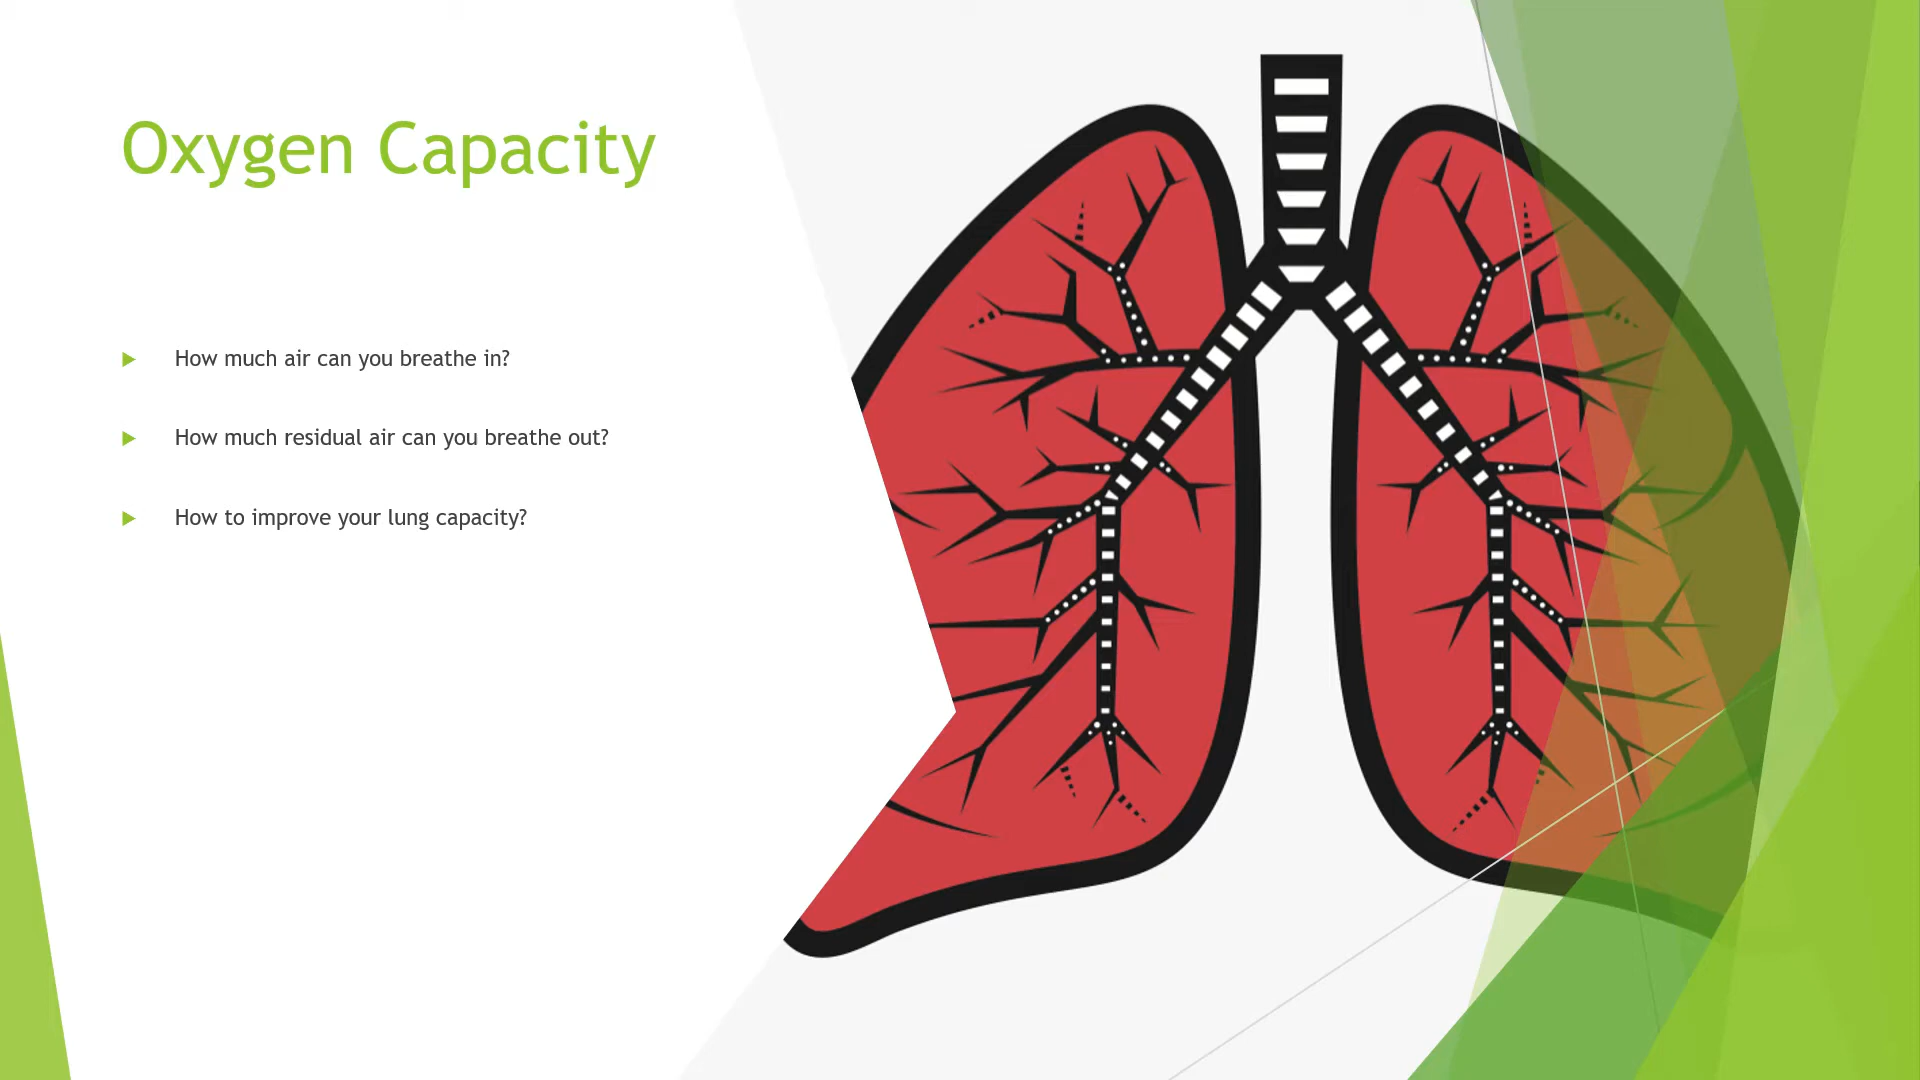 Oxygen Capacity
How much air can you breathe in?
How much residual air can you breathe out?
How to improve your lung capacity?